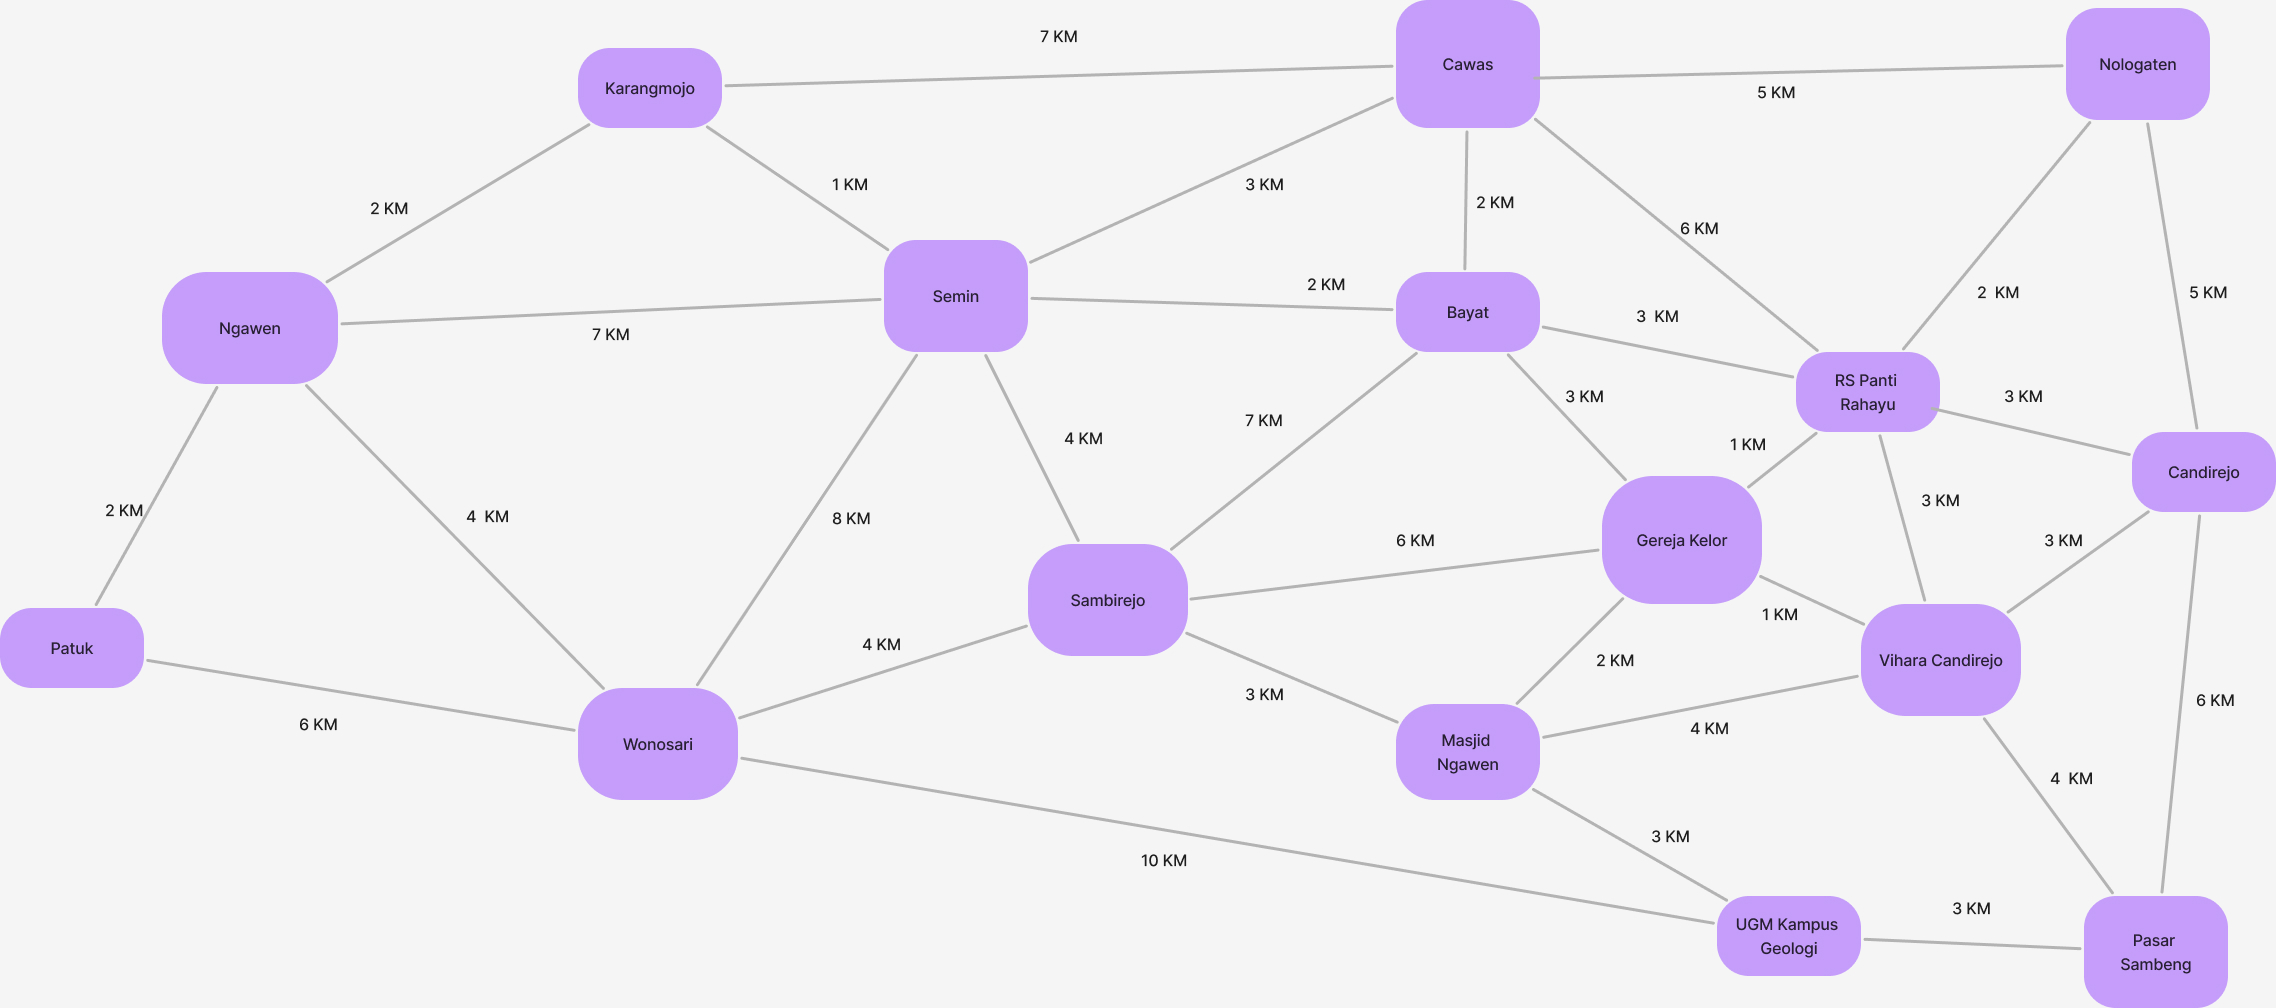 7 KM
Cawas
Nologaten
Karangmojo
5 KM
1 KM
3 KM
2 KM
2 KM
6 KM
2 KM
2  KM
5 KM
Semin
Bayat
3  KM
Ngawen
7 KM
RS Panti
Rahayu
3 KM
3 KM
7 KM
4 KM
1 KM
Candirejo
3 KM
2 KM
4  KM
8 KM
6 KM
Gereja Kelor
3 KM
Sambirejo
1 KM
Patuk
4 KM
2 KM
Vihara Candirejo
3 KM
6 KM
6 KM
4 KM
Wonosari
Masjid
Ngawen
4  KM
3 KM
10 KM
3 KM
UGM Kampus
Geologi
Pasar
Sambeng